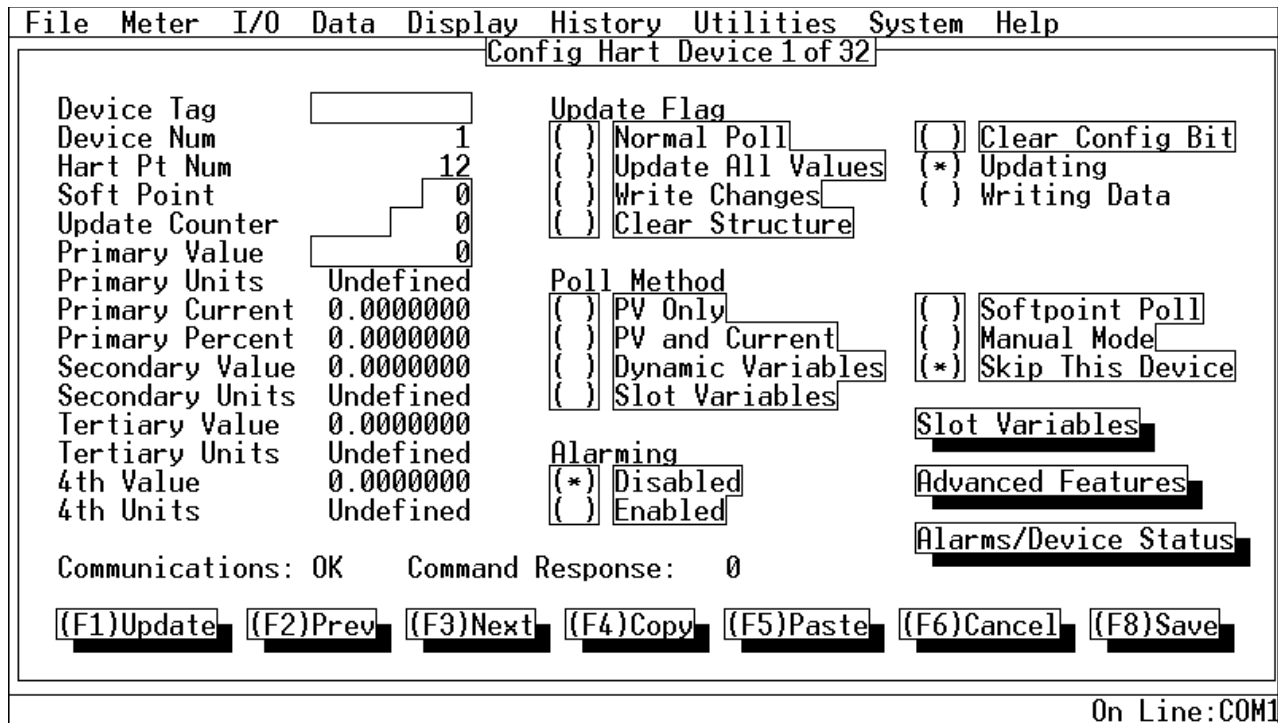 File Meter I/O Data Display History Utilities System Help
Config Hart Device 1 of 32
Device Tag Update Flag
Device Num 1 ( ) Normal Poll ( ) Clear Config Bit
Hart Pt Num 12 ( ) Update All Values (*) Updating
Soft Point 0 ( ) Write Changes ( ) Writing Data
Update Counter 0 ( ) Clear Structure
Primary Value 0
Primary Units Undefined Poll Method
Primary Current 0.0000000 ( ) PV Only ( ) Softpoint Poll
Primary Percent 0.0000000 ( ) PV and Current ( ) Manual Mode
Secondary Value 0.0000000 ( ) Dynamic Variables (*) Skip This Device
Secondary Units Undefined ( ) Slot Variables
Tertiary Value 0.0000000 Slot Variables
Tertiary Units Undefined Alarming
4th Value 0.0000000 (*) Disabled Advanced Features
4th Units Undefined ( ) Enabled
Alarms/Device Status
Communications: OK Command Response: 0
(F1)Update (F2)Prev (F3)Next (F4)Copy (F5)Paste (F6)Cancel (F8)Save
On Line:COM1